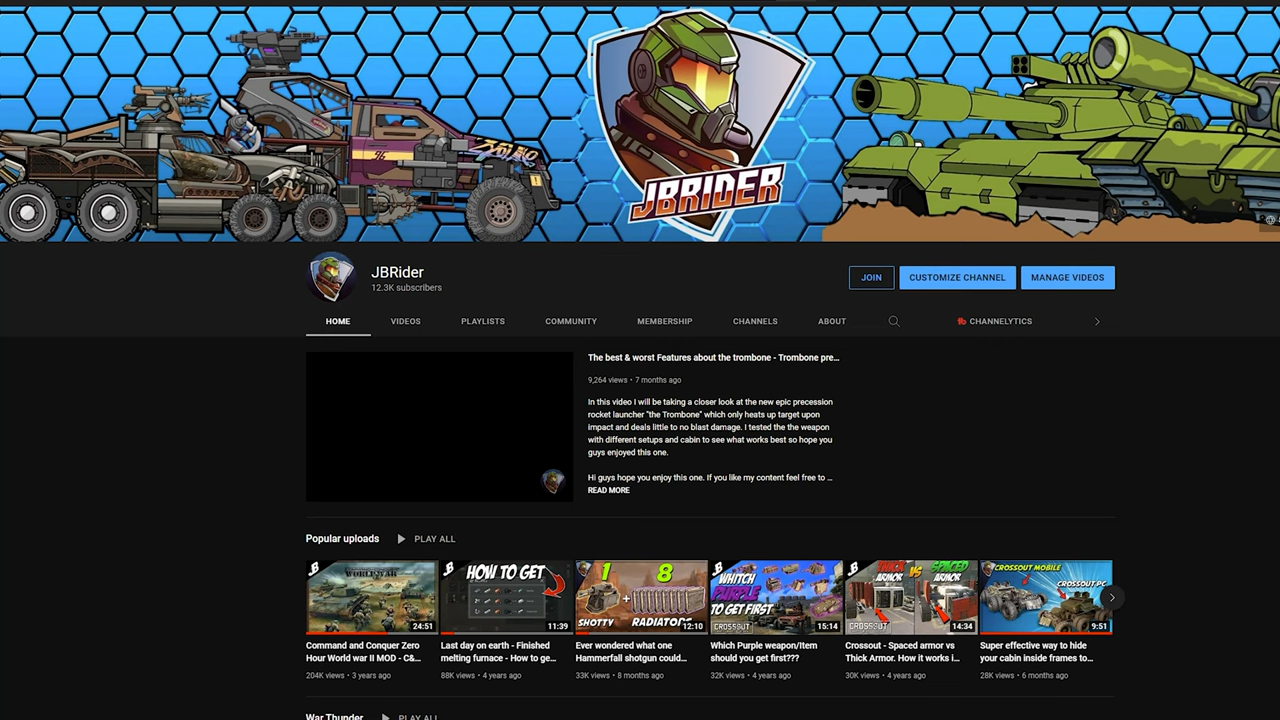 JBRIDER
JBRider
12.3K subscribers
JOIN
CUSTOMIZE CHANNEL
MANAGE VIDEOS
HOME
VIDEOS
PLAYLISTS
COMMUNITY
MEMBERSHIP
CHANNELS
ABOUT
CHANNELYTICS
The best & worst Features about the trombone - Trombone pre...
9,264 views • 7 months ago
In this video I will be taking a closer look at the new epic precession
rocket launcher "the Trombone" which only heats up target upon
impact and deals little to no blast damage. I tested the the weapon
with different setups and cabin to see what works best so hope you
guys enjoyed this one.
Hi guys hope you enjoy this one. If you like my content feel free to ...
READ MORE
Popular uploads
PLAY ALL
WORLD WAR
24:51
Command and Conquer Zero
Hour World war II MOD - C&...
204K views • 3 years ago
HOW TO GET
11:39
Last day on earth - Finished
melting furnace - How to ge...
88K views • 4 years ago
1
8
+
SHOTTY
RADIATORS
12:10
Ever wondered what one
Hammerfall shotgun could...
33K views • 8 months ago
WHITCH
PURPLE
TO GET FIRST
CROSSOUT
15:14
Which Purple weapon/Item
should you get first???
32K views • 4 years ago
THICK
ARMOR
VS
SPACED
ARMOR
CROSSOUT
14:34
Crossout - Spaced armor vs
Thick Armor. How it works i...
30K views • 4 years ago
CROSSOUT MOBILE
CROSSOUT PC
9:51
Super effective way to hide
your cabin inside frames to...
28K views • 6 months ago
War Thunder
PLAY ALL